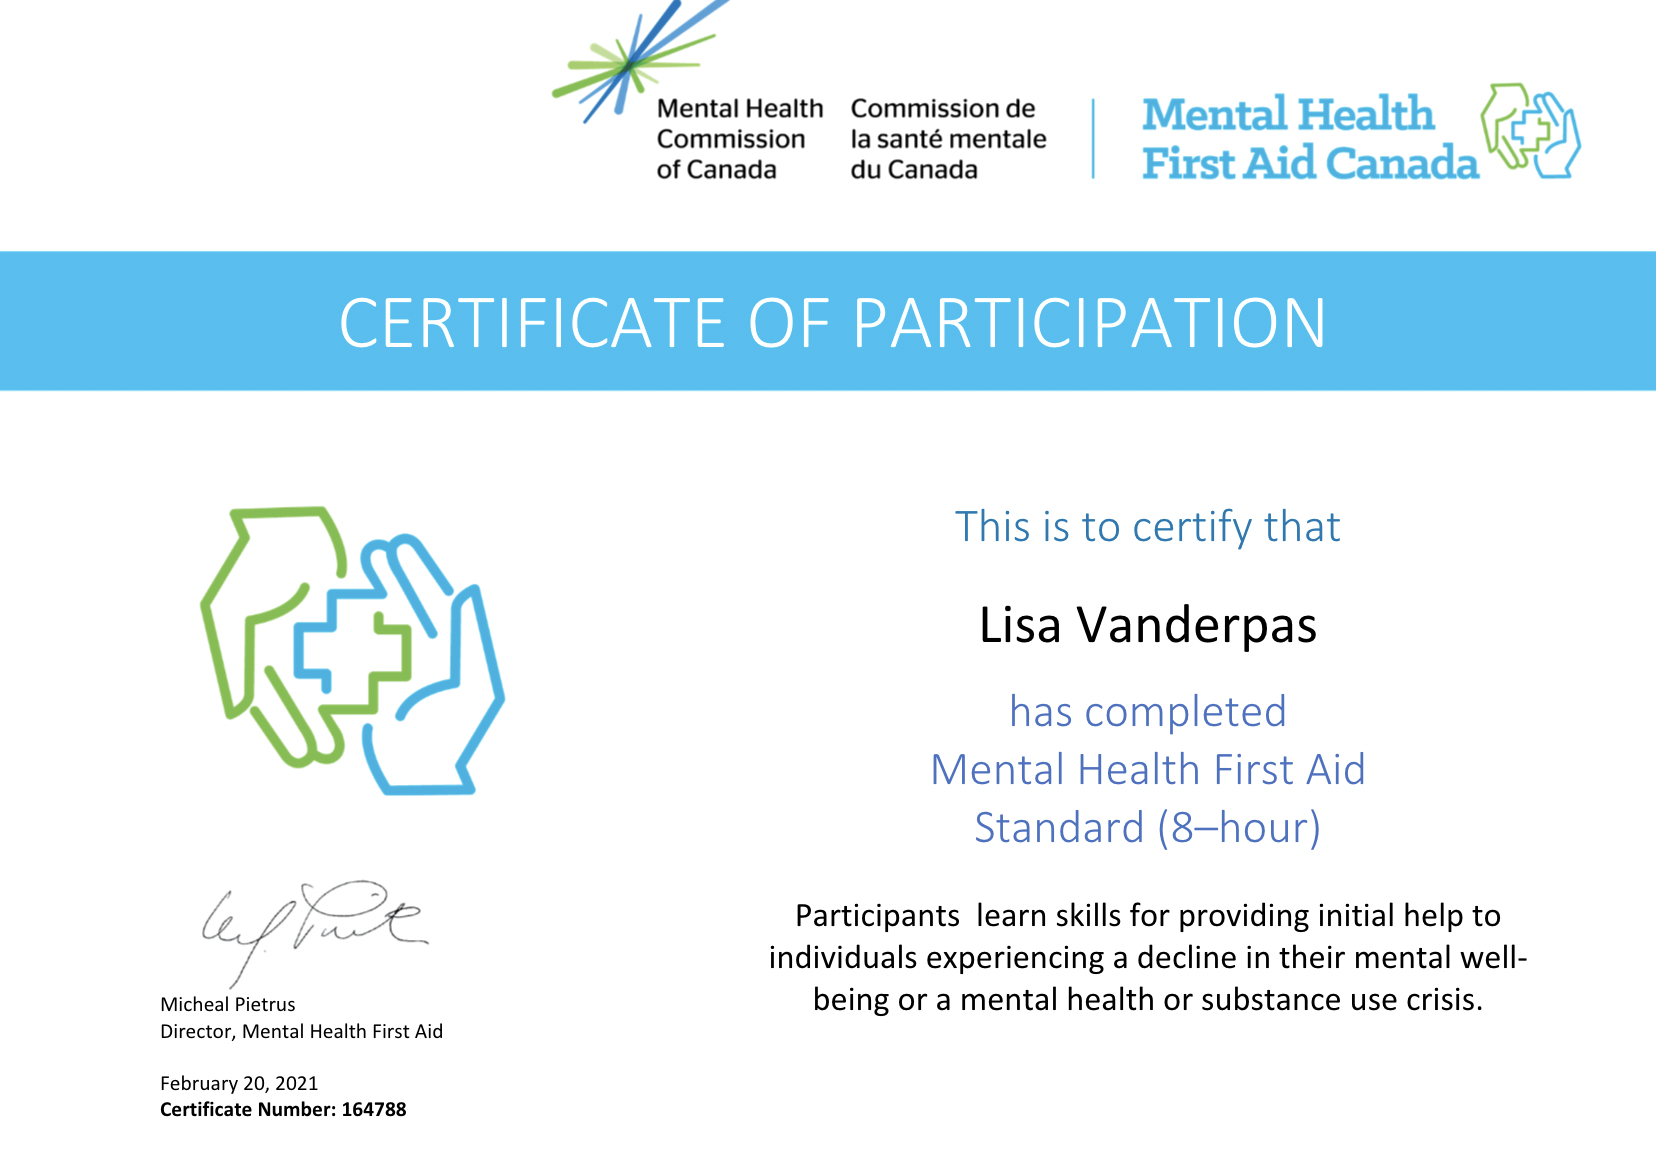 Mental Health
Commission
of Canada
Commission de
la santé mentale
du Canada
Mental Health
First Aid Canada
CERTIFICATE OF PARTICIPATION
This is to certify that
Lisa Vanderpas
has completed
Mental Health First Aid
Standard (8–hour)
Participants  learn skills for providing initial help to
individuals experiencing a decline in their mental well-
being or a mental health or substance use crisis.
Micheal Pietrus
Director, Mental Health First Aid
February 20, 2021
Certificate Number: 164788